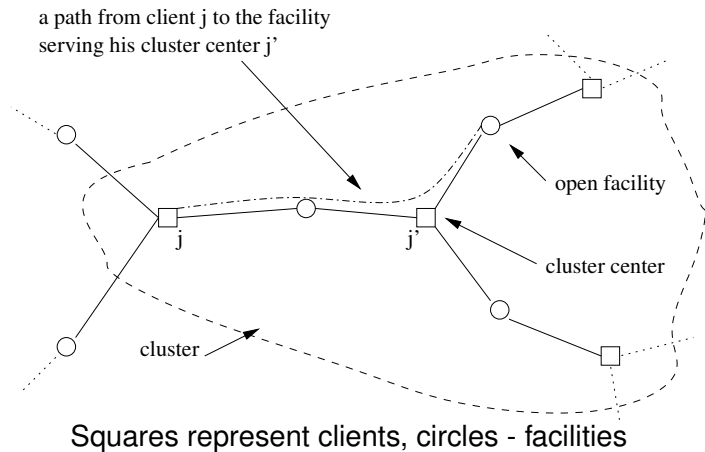 a path from client j to the facility
serving his cluster center j'
open facility
j
j'
cluster center
cluster
Squares represent clients, circles - facilities